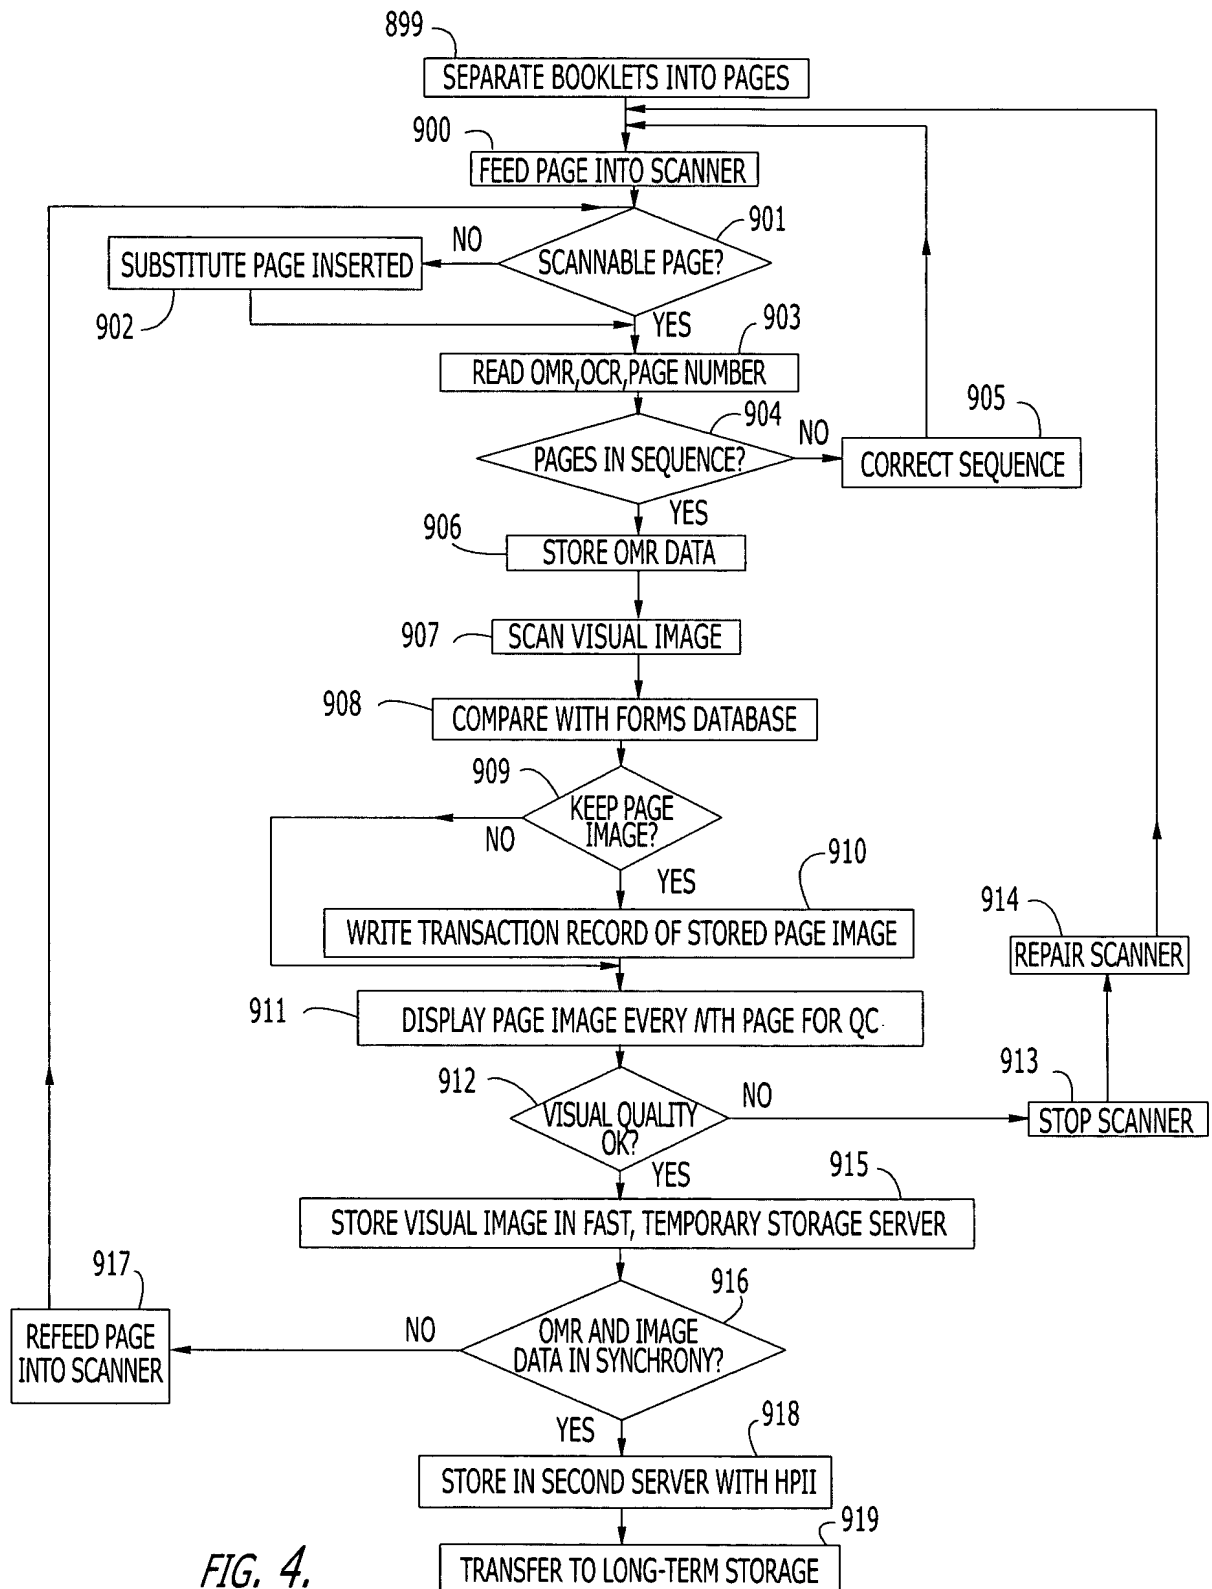 899
SEPARATE BOOKLETS INTO PAGES
900
FEED PAGE INTO SCANNER
901
SCANNABLE PAGE?
NO
SUBSTITUTE PAGE INSERTED
902
YES
903
READ OMR,OCR,PAGE NUMBER
904
PAGES IN SEQUENCE?
NO
905
CORRECT SEQUENCE
YES
906
STORE OMR DATA
907
SCAN VISUAL IMAGE
908
COMPARE WITH FORMS DATABASE
909
KEEP PAGE
IMAGE?
NO
YES
910
WRITE TRANSACTION RECORD OF STORED PAGE IMAGE
911
DISPLAY PAGE IMAGE EVERY NTH PAGE FOR QC
912
VISUAL QUALITY
OK?
NO
913
STOP SCANNER
914
REPAIR SCANNER
YES
915
STORE VISUAL IMAGE IN FAST, TEMPORARY STORAGE SERVER
916
OMR AND IMAGE
DATA IN SYNCHRONY?
NO
917
REFEED PAGE
INTO SCANNER
YES
918
STORE IN SECOND SERVER WITH HPII
919
TRANSFER TO LONG-TERM STORAGE
FIG. 4.